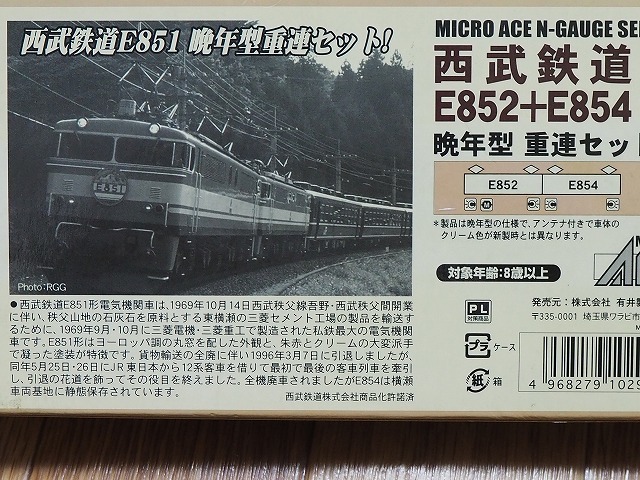 西武鉄道E851 晩年型重連セット!
E851
Photo:RGG
●西武鉄道E851形電気機関車は、1969年10月14日西武秩父線吾野・西武秩父間開業
に伴い、秩父山地の石灰石を原料とする東横瀬の三菱セメント工場の製品を輸送す
るために、1969年9月・10月に三菱電機・三菱重工で製造された私鉄最大の電気機関
車です。E851形はヨーロッパ調の丸窓を配した外観と、朱赤とクリームの大変派手
で凝った塗装が特徴です。貨物輸送の全廃に伴い1996年3月7日に引退しましたが、
同年5月25日・26日にJR東日本から12系客車を借りて最初で最後の客車列車を牽引
し、引退の花道を飾ってその役目を終えました。全機廃車されましたがE854は横瀬
車両基地に静態保存されています。
西武鉄道株式会社商品化許諾済
MICRO ACE N-GAUGE SE
西武鉄道
E852+E854
晩年型 重連セッ
E852 E854
M
*製品は晩年型の仕様で、アンテナ付きで車体の
クリーム色が新製時とは異なります。
対象年齢:8歳以上
PL
対策商品
発売元:株式会社 有井製
〒335-0001 埼玉県ワラビ市
プラ ケース
紙 箱
4 968279 1029